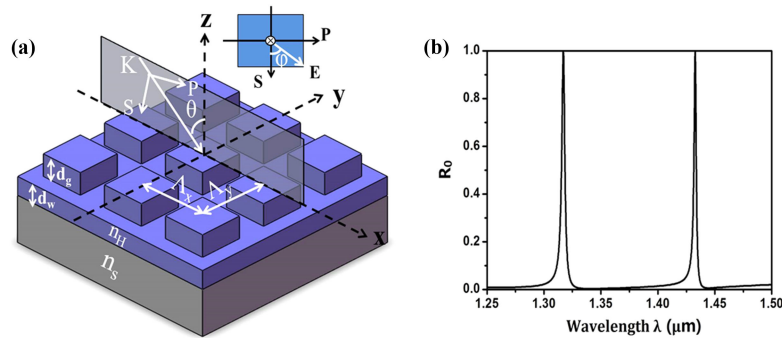 (a)
z
P
S
φ
E
K
P
S
θ
y
d_g
d_w
Λ_x
Λ_y
n_H
n_s
x
(b)
R₀
1.0
0.8
0.6
0.4
0.2
0.0
1.25 1.30 1.35 1.40 1.45 1.50
Wavelength λ (μm)